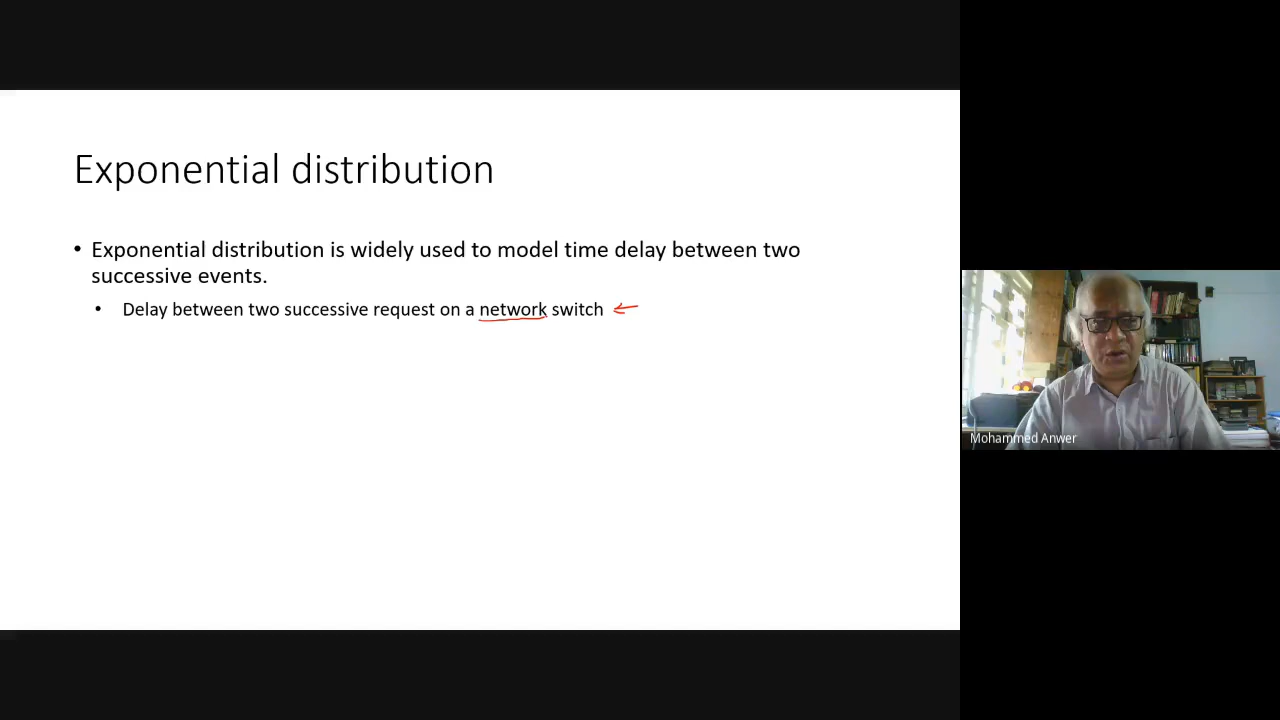 Exponential distribution
• Exponential distribution is widely used to model time delay between two
successive events.
• Delay between two successive request on a network switch
Mohammed Anwer